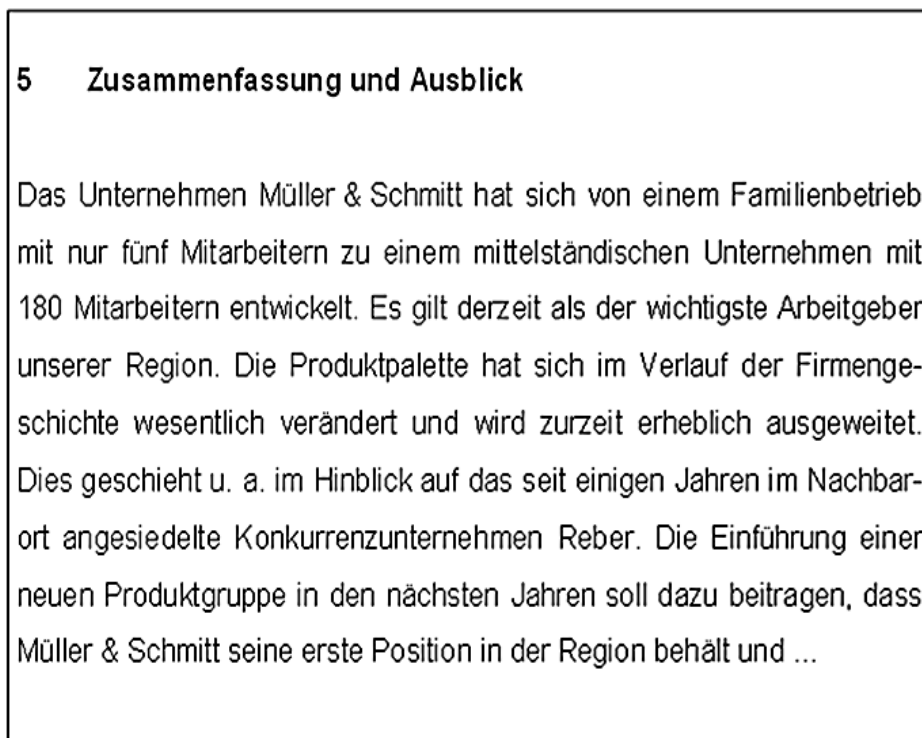 5 Zusammenfassung und Ausblick
Das Unternehmen Müller & Schmitt hat sich von einem Familienbetrieb
mit nur fünf Mitarbeitern zu einem mittelständischen Unternehmen mit
180 Mitarbeitern entwickelt. Es gilt derzeit als der wichtigste Arbeitgeber
unserer Region. Die Produktpalette hat sich im Verlauf der Firmenge-
schichte wesentlich verändert und wird zurzeit erheblich ausgeweitet.
Dies geschieht u. a. im Hinblick auf das seit einigen Jahren im Nachbar-
ort angesiedelte Konkurrenzunternehmen Reber. Die Einführung einer
neuen Produktgruppe in den nächsten Jahren soll dazu beitragen, dass
Müller & Schmitt seine erste Position in der Region behält und ...